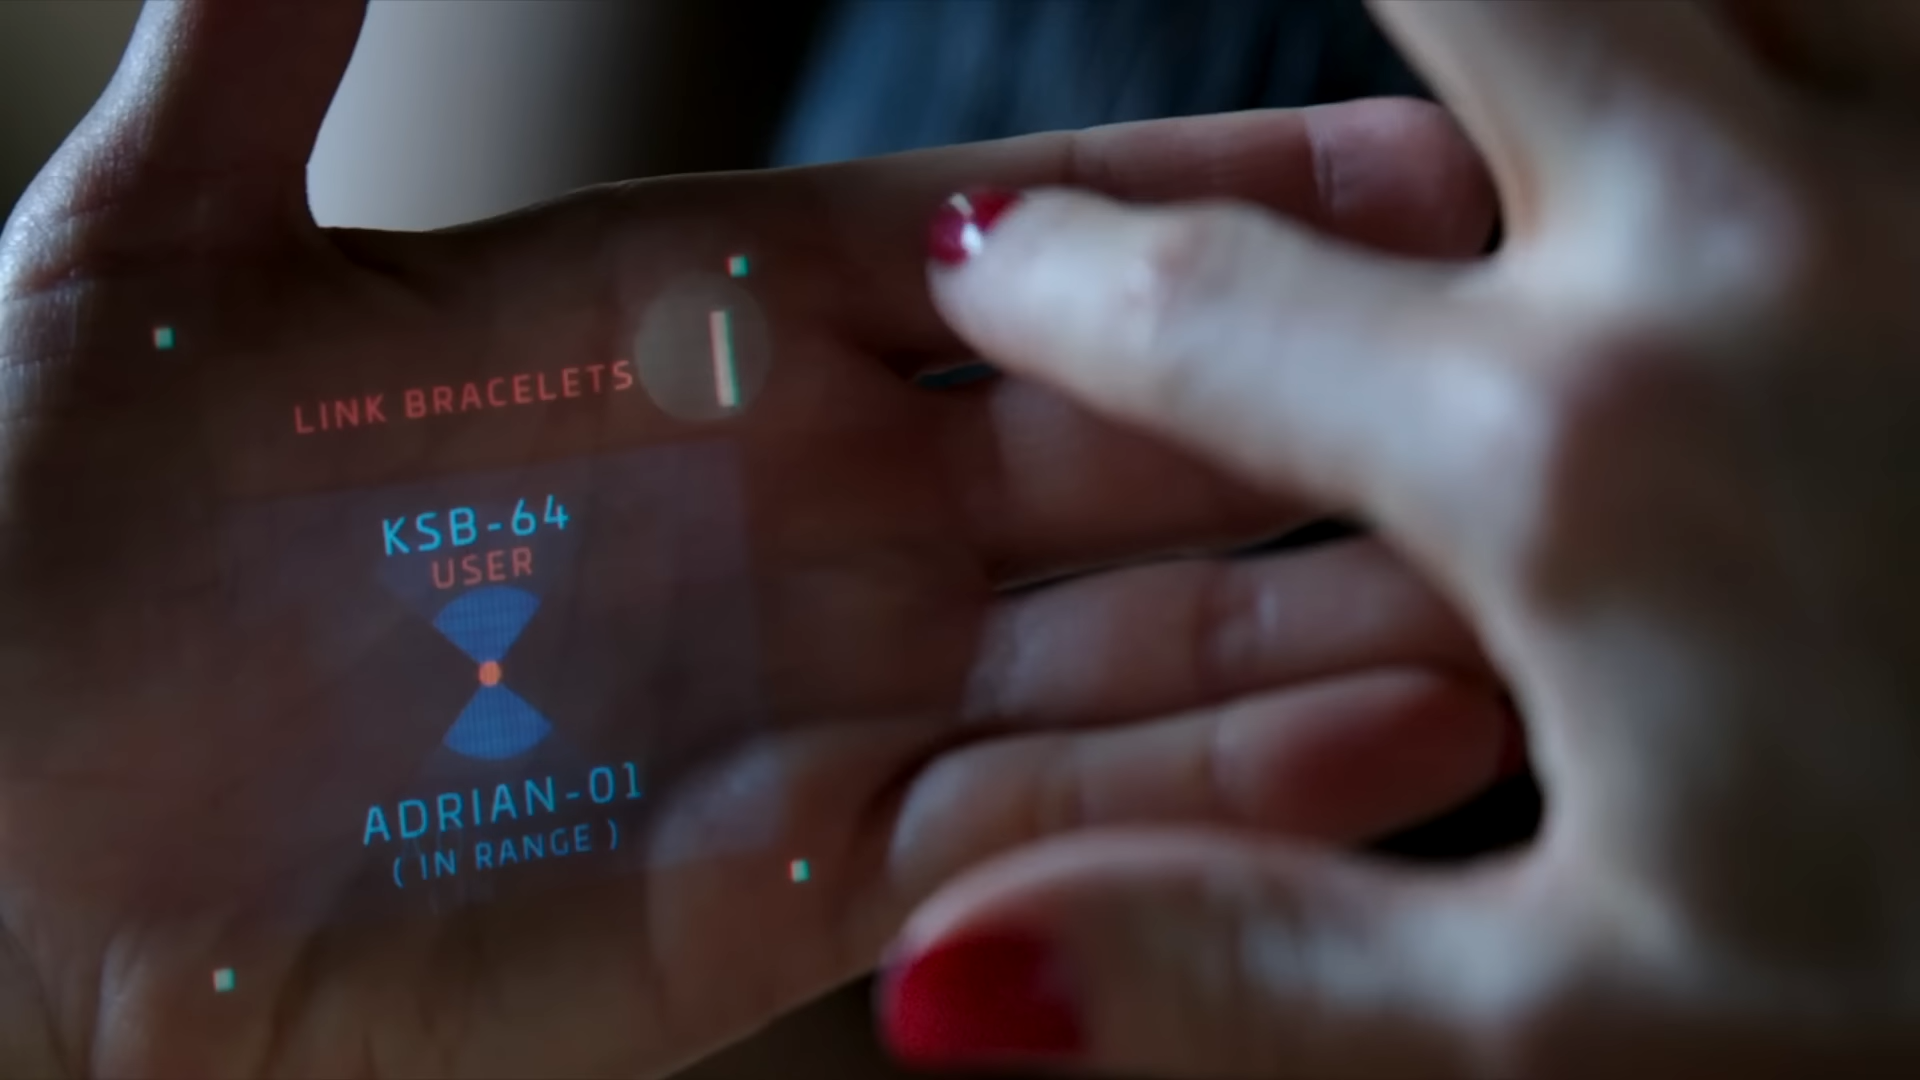 LINK BRACELETS
KSB-64
USER
ADRIAN-01
( IN RANGE )